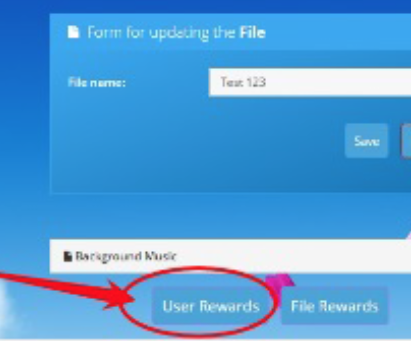 Form for updating the File
File name:
Test 123
Save
Background Music
User Rewards
File Rewards